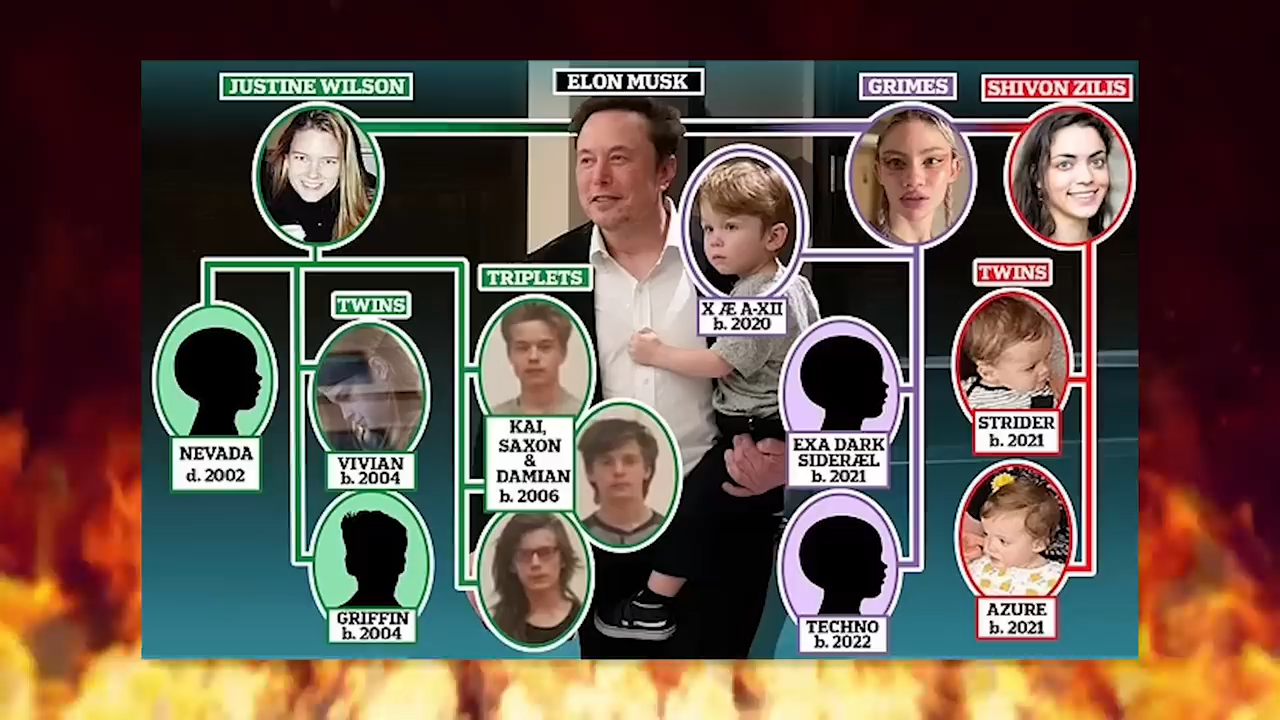 JUSTINE WILSON
ELON MUSK
GRIMES
SHIVON ZILIS
TRIPLETS
TWINS
TWINS
X Æ A-XII
b. 2020
NEVADA
d. 2002
VIVIAN
b. 2004
KAI,
SAXON
&
DAMIAN
b. 2006
EXA DARK
SIDERÆL
b. 2021
STRIDER
b. 2021
GRIFFIN
b. 2004
TECHNO
b. 2022
AZURE
b. 2021